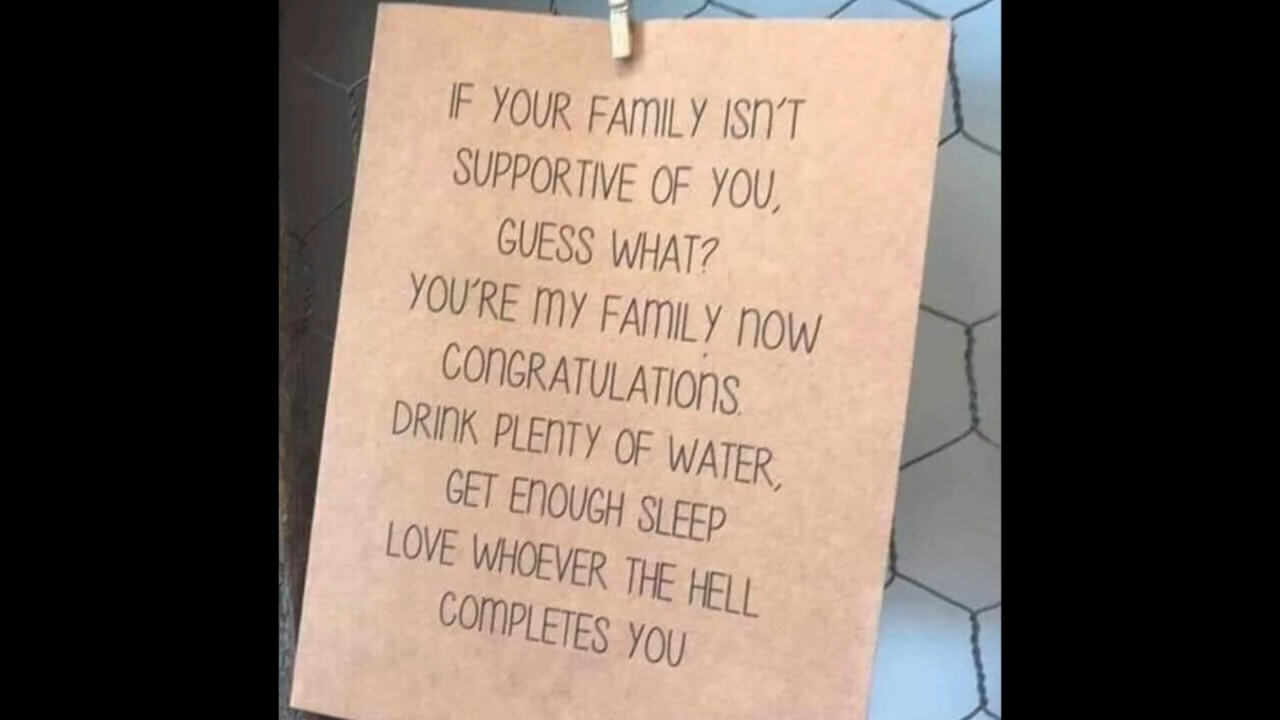 IF YOUR FAMILY ISN'T
SUPPORTIVE OF YOU,
GUESS WHAT?
YOU'RE MY FAMILY NOW
CONGRATULATIONS.
DRINK PLENTY OF WATER,
GET ENOUGH SLEEP
LOVE WHOEVER THE HELL
COMPLETES YOU